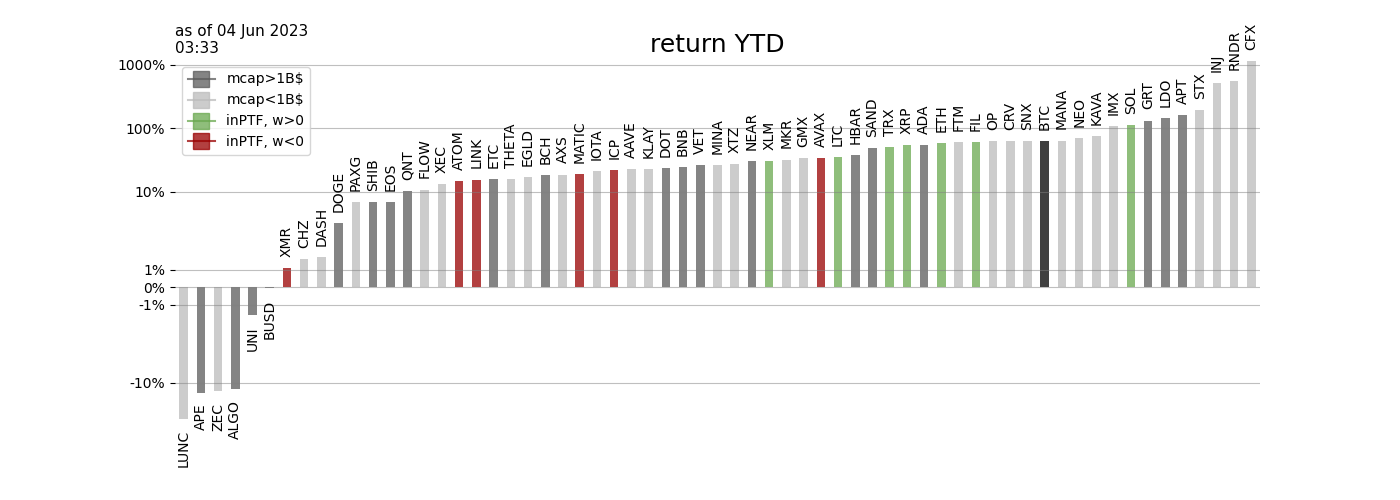 as of 04 Jun 2023
03:33
return YTD
mcap>1B$
mcap<1B$
inPTF, w>0
inPTF, w<0
1000%
100%
10%
1%
0%
-1%
-10%
LUNC
APE
ZEC
ALGO
UNI
BUSD
XMR
CHZ
DASH
DOGE
PAXG
SHIB
EOS
QNT
FLOW
XEC
ATOM
LINK
ETC
THETA
EGLD
BCH
AXS
MATIC
IOTA
ICP
AAVE
KLAY
DOT
BNB
VET
MINA
XTZ
NEAR
XLM
MKR
GMX
AVAX
LTC
HBAR
SAND
TRX
XRP
ADA
ETH
FTM
FIL
OP
CRV
SNX
BTC
MANA
NEO
KAVA
IMX
SOL
GRT
LDO
APT
STX
INJ
RNDR
CFX